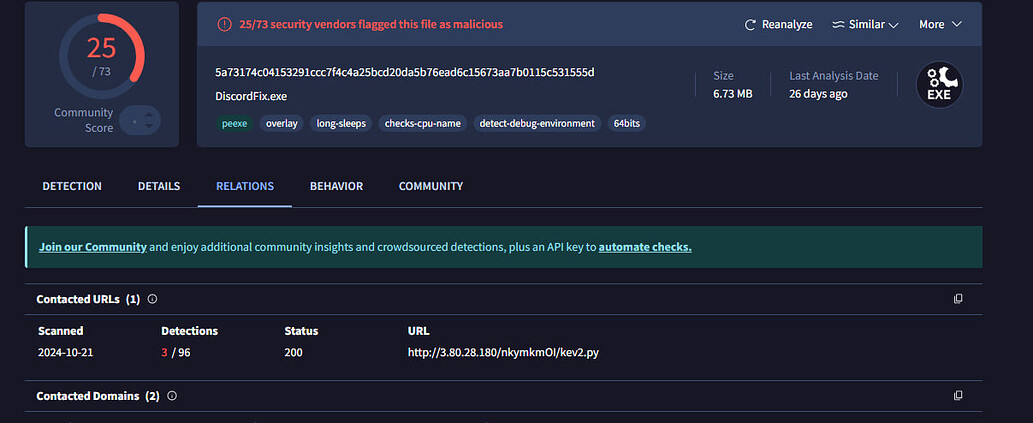 25
/ 73
Community
Score
25/73 security vendors flagged this file as malicious
Reanalyze
Similar
More
5a73174c04153291ccc7f4c4a25bcd20da5b76ead6c15673aa7b0115c531555d
DiscordFix.exe
peexe overlay long-sleeps checks-cpu-name detect-debug-environment 64bits
Size
6.73 MB
Last Analysis Date
26 days ago
EXE
DETECTION DETAILS RELATIONS BEHAVIOR COMMUNITY
Join our Community and enjoy additional community insights and crowdsourced detections, plus an API key to automate checks.
Contacted URLs (1)
Scanned Detections Status URL
2024-10-21 3 / 96 200 http://3.80.28.180/nkymkmOI/kev2.py
Contacted Domains (2)